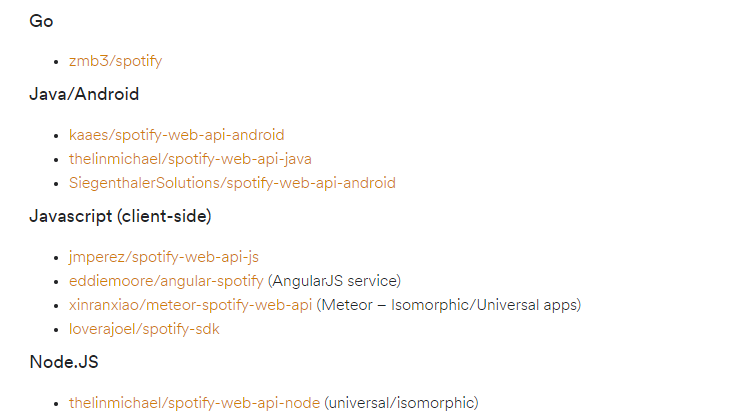 Go
zmb3/spotify
Java/Android
kaaes/spotify-web-api-android
thelinmichael/spotify-web-api-java
SiegenthalerSolutions/spotify-web-api-android
Javascript (client-side)
jmperez/spotify-web-api-js
eddiemoore/angular-spotify (AngularJS service)
xinranxiao/meteor-spotify-web-api (Meteor – Isomorphic/Universal apps)
loverajoel/spotify-sdk
Node.JS
thelinmichael/spotify-web-api-node (universal/isomorphic)